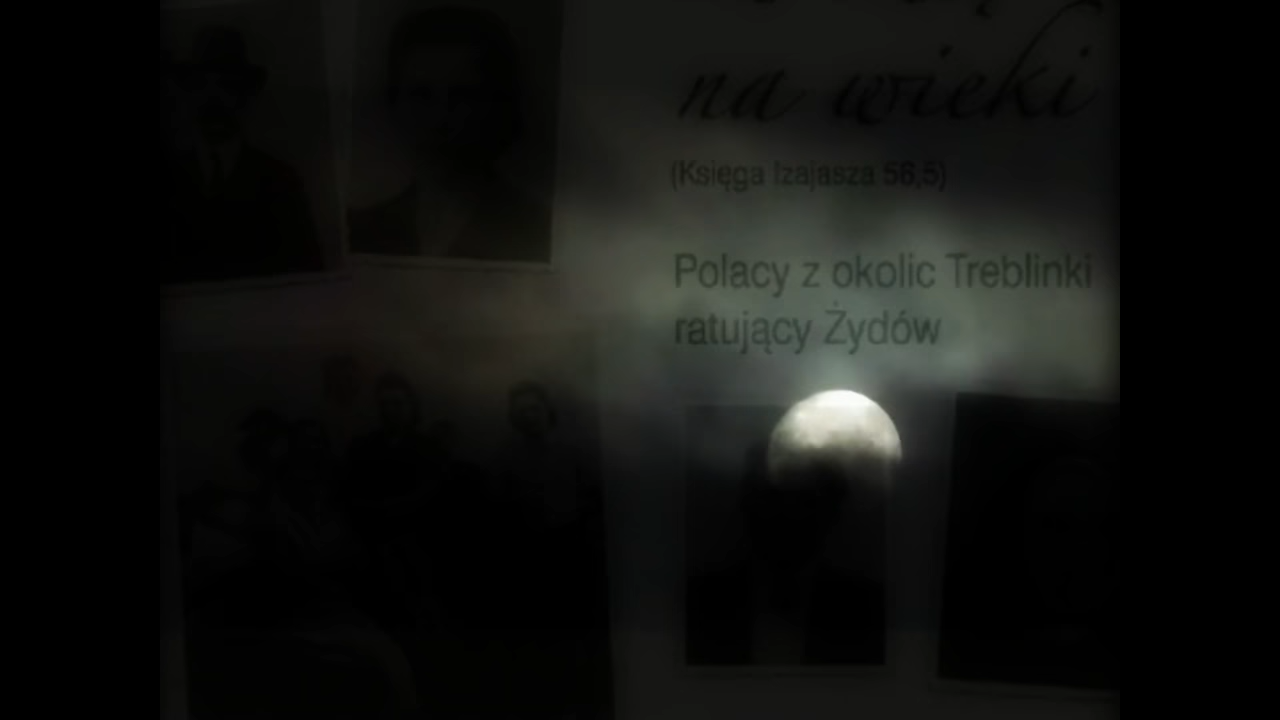 na wieki
(Księga Izajasza 56,5)
Polacy z okolic Treblinki
ratujący Żydów